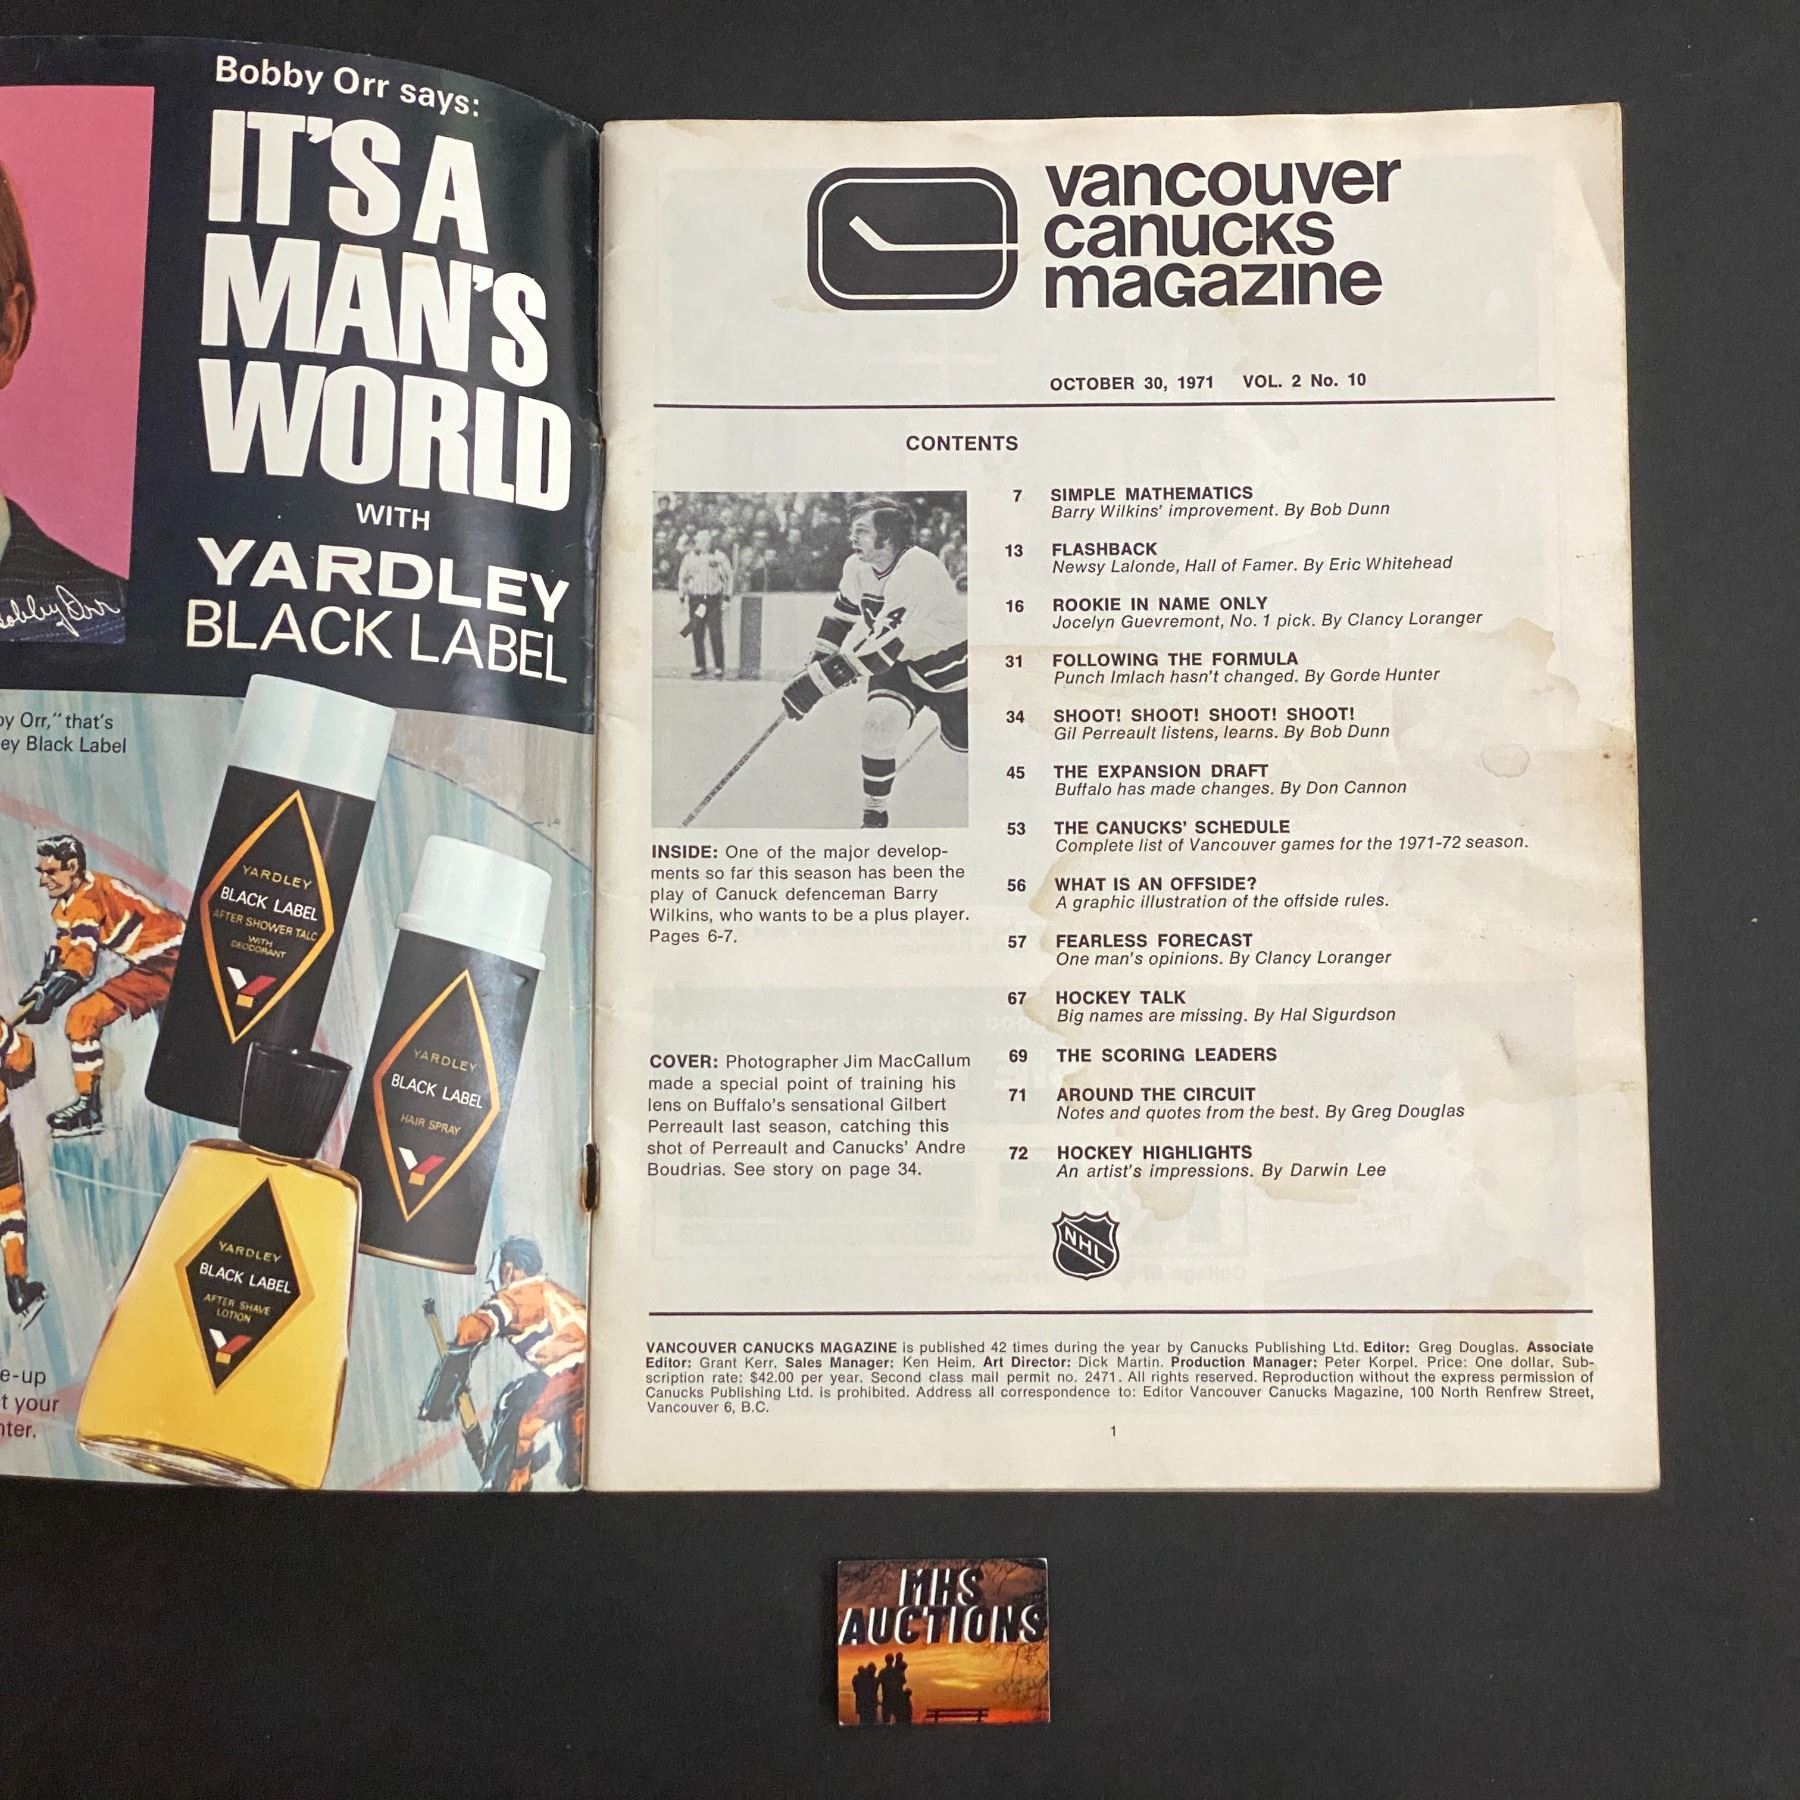 Bobby Orr says:
IT'S A
MAN'S
WORLD
WITH
YARDLEY
BLACK LABEL
Bobby Orr
by Orr," that's
ey Black Label
YARDLEY
BLACK LABEL
AFTER SHOWER TALC
WITH
DEODORANT
YARDLEY
BLACK LABEL
HAIR SPRAY
YARDLEY
BLACK LABEL
AFTER SHAVE
LOTION
e-up
t your
nter.
vancouver
canucks
magazine
OCTOBER 30, 1971 VOL. 2 No. 10
CONTENTS
4
INSIDE: One of the major develop-
ments so far this season has been the
play of Canuck defenceman Barry
Wilkins, who wants to be a plus player.
Pages 6-7.
COVER: Photographer Jim MacCallum
made a special point of training his
lens on Buffalo's sensational Gilbert
Perreault last season, catching this
shot of Perreault and Canucks' Andre
Boudrias. See story on page 34.
7 SIMPLE MATHEMATICS
Barry Wilkins' improvement. By Bob Dunn
13 FLASHBACK
Newsy Lalonde, Hall of Famer. By Eric Whitehead
16 ROOKIE IN NAME ONLY
Jocelyn Guevremont, No. 1 pick. By Clancy Loranger
31 FOLLOWING THE FORMULA
Punch Imlach hasn't changed. By Gorde Hunter
34 SHOOT! SHOOT! SHOOT! SHOOT!
Gil Perreault listens, learns. By Bob Dunn
45 THE EXPANSION DRAFT
Buffalo has made changes. By Don Cannon
53 THE CANUCKS' SCHEDULE
Complete list of Vancouver games for the 1971-72 season.
56 WHAT IS AN OFFSIDE?
A graphic illustration of the offside rules.
57 FEARLESS FORECAST
One man's opinions. By Clancy Loranger
67 HOCKEY TALK
Big names are missing. By Hal Sigurdson
69 THE SCORING LEADERS
71 AROUND THE CIRCUIT
Notes and quotes from the best. By Greg Douglas
72 HOCKEY HIGHLIGHTS
An artist's impressions. By Darwin Lee
NHL
VANCOUVER CANUCKS MAGAZINE is published 42 times during the year by Canucks Publishing Ltd. Editor: Greg Douglas. Associate
Editor: Grant Kerr. Sales Manager: Ken Heim. Art Director: Dick Martin. Production Manager: Peter Korpel. Price: One dollar. Sub-
scription rate: $42.00 per year. Second class mail permit no. 2471. All rights reserved. Reproduction without the express permission of
Canucks Publishing Ltd. is prohibited. Address all correspondence to: Editor Vancouver Canucks Magazine, 100 North Renfrew Street,
Vancouver 6, B.C.
1
MHS
AUCTIONS